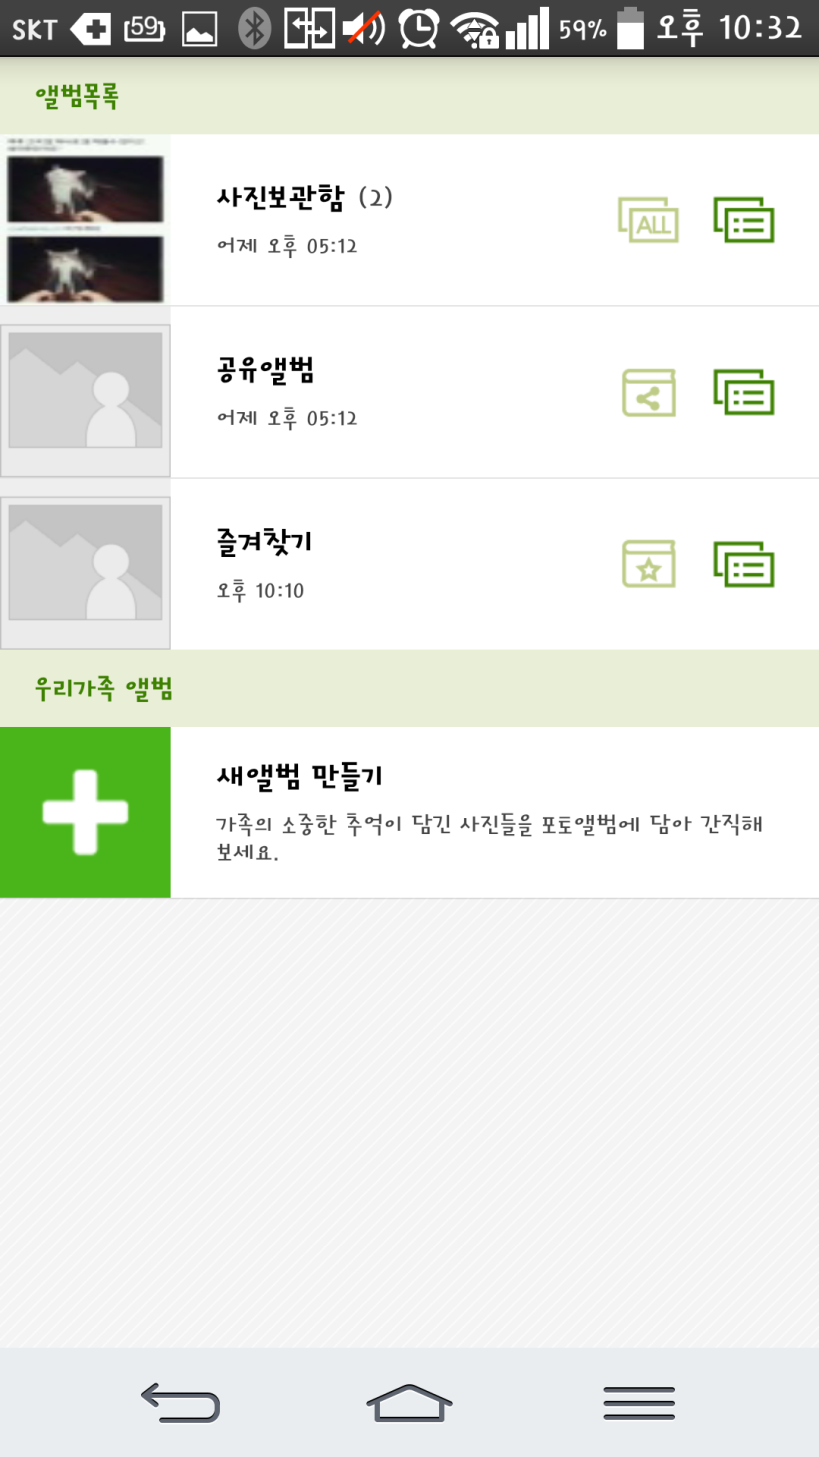 SKT 59 59% 오후 10:32
앨범목록
사진보관함 (2)
어제 오후 05:12
ALL
공유앨범
어제 오후 05:12
즐겨찾기
오후 10:10
우리가족 앨범
새앨범 만들기
가족의 소중한 추억이 담긴 사진들을 포토앨범에 담아 간직해
보세요.